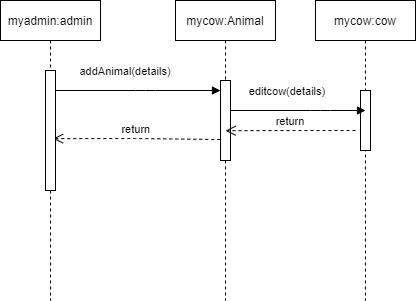 myadmin:admin
mycow:Animal
mycow:cow
addAnimal(details)
editcow(details)
return
return